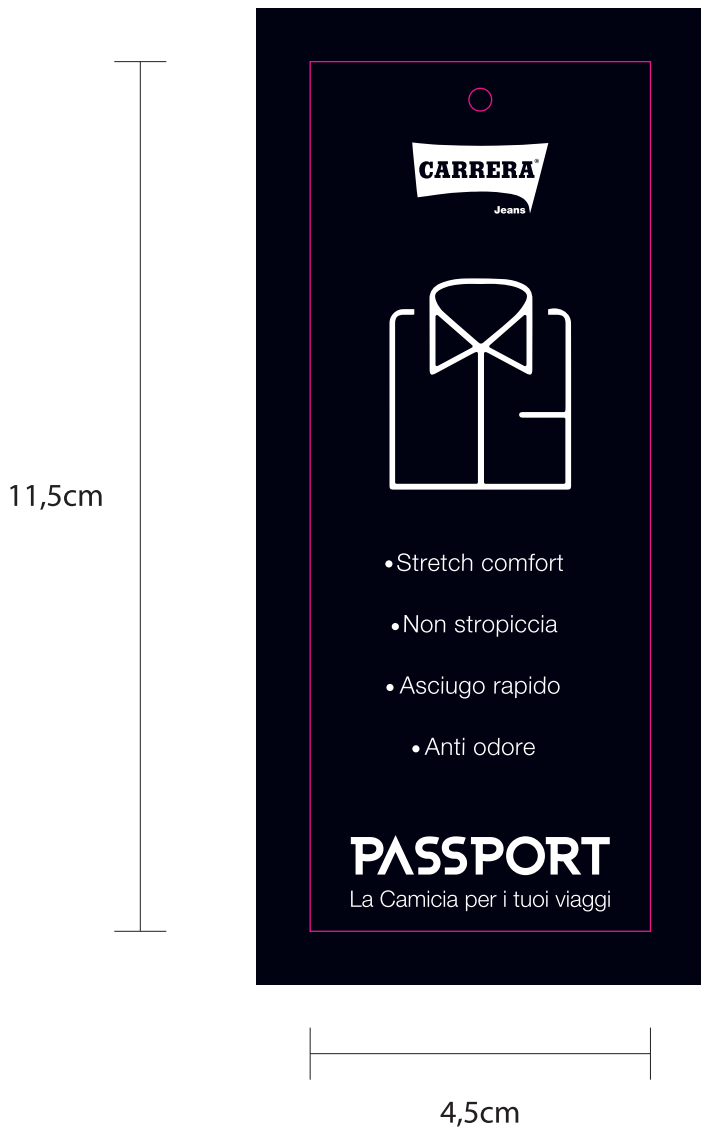 CARRERA®
Jeans
11,5cm
•Stretch comfort
•Non stropiccia
•Asciugo rapido
•Anti odore
PASSPORT
La Camicia per i tuoi viaggi
4,5cm